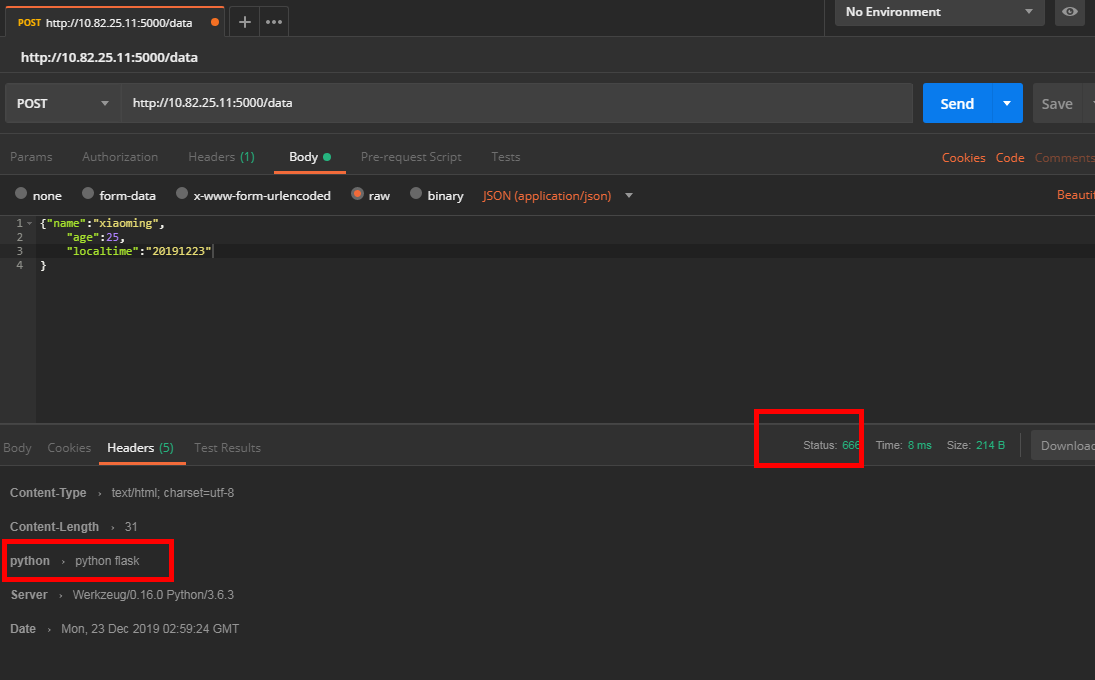 POST http://10.82.25.11:5000/data
No Environment
http://10.82.25.11:5000/data
POST http://10.82.25.11:5000/data Send Save
Params Authorization Headers (1) Body Pre-request Script Tests Cookies Code Comments
none form-data x-www-form-urlencoded raw binary JSON (application/json) Beautif
1 {"name":"xiaoming",
2 "age":25,
3 "localtime":"20191223"
4 }
Body Cookies Headers (5) Test Results Status: 666 Time: 8 ms Size: 214 B Downloa
Content-Type › text/html; charset=utf-8
Content-Length › 31
python › python flask
Server › Werkzeug/0.16.0 Python/3.6.3
Date › Mon, 23 Dec 2019 02:59:24 GMT